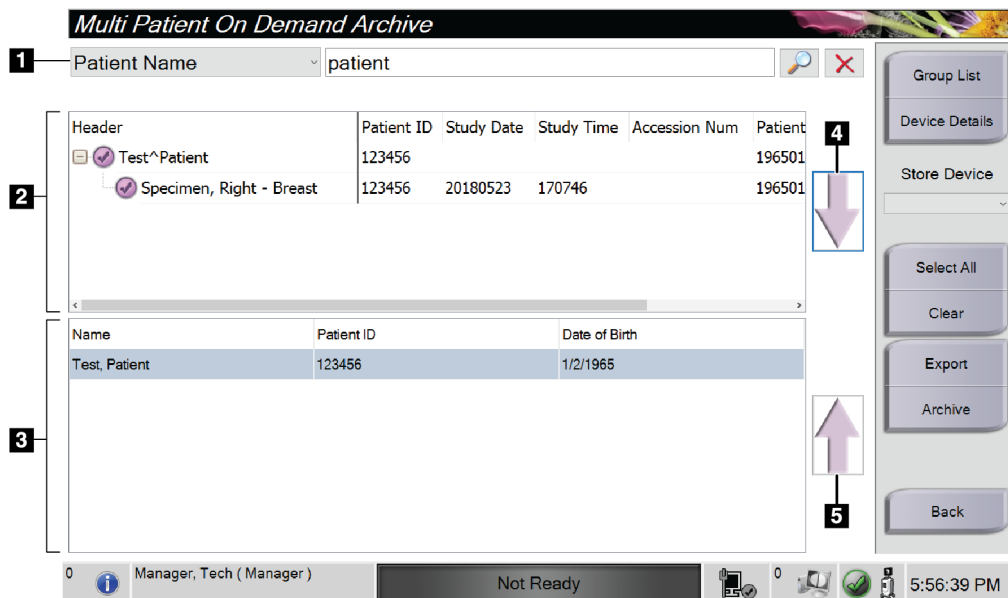 Multi Patient On Demand Archive
1
Patient Name
patient
Group List
Device Details
Store Device
Select All
Clear
Export
Archive
Back
2
Header Patient ID Study Date Study Time Accession Num Patient
Test^Patient 123456 196501
Specimen, Right - Breast 123456 20180523 170746 196501
4
3
Name Patient ID Date of Birth
Test, Patient 123456 1/2/1965
5
0
Manager, Tech ( Manager )
Not Ready
0
5:56:39 PM